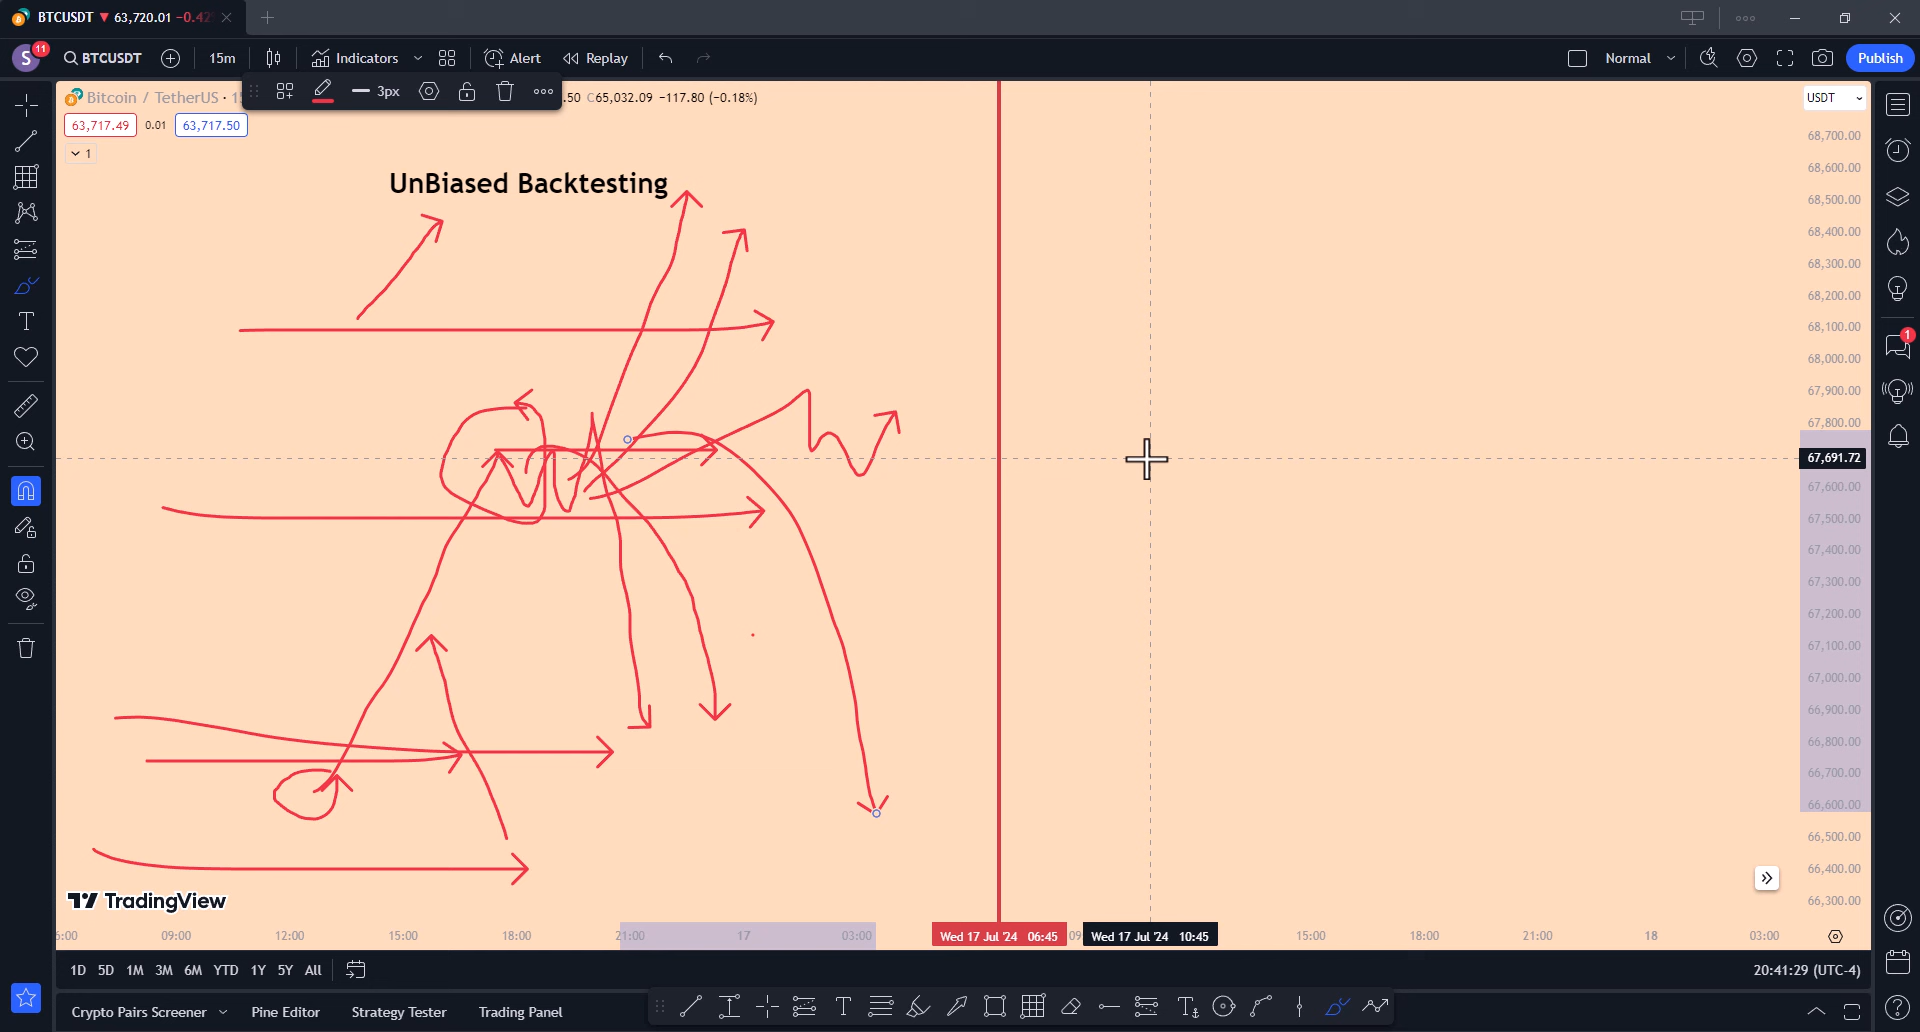 BTCUSDT ▼ 63,720.01 −0.42
S 11 BTCUSDT 15m Indicators Alert Replay Normal Publish
3px
Bitcoin / TetherUS · 1 .50 C65,032.09 −117.80 (−0.18%) USDT
63,717.49 0.01 63,717.50
1
UnBiased Backtesting
68,700.00
68,600.00
68,500.00
68,400.00
68,300.00
68,200.00
68,100.00
68,000.00
67,900.00
67,800.00
67,691.72
67,600.00
67,500.00
67,400.00
67,300.00
67,200.00
67,100.00
67,000.00
66,900.00
66,800.00
66,700.00
66,600.00
66,500.00
66,400.00
66,300.00
1
TradingView
6:00 09:00 12:00 15:00 18:00 21:00 17 03:00 Wed 17 Jul '24 06:45 09 Wed 17 Jul '24 10:45 15:00 18:00 21:00 18 03:00
1D 5D 1M 3M 6M YTD 1Y 5Y All 20:41:29 (UTC-4)
Crypto Pairs Screener Pine Editor Strategy Tester Trading Panel